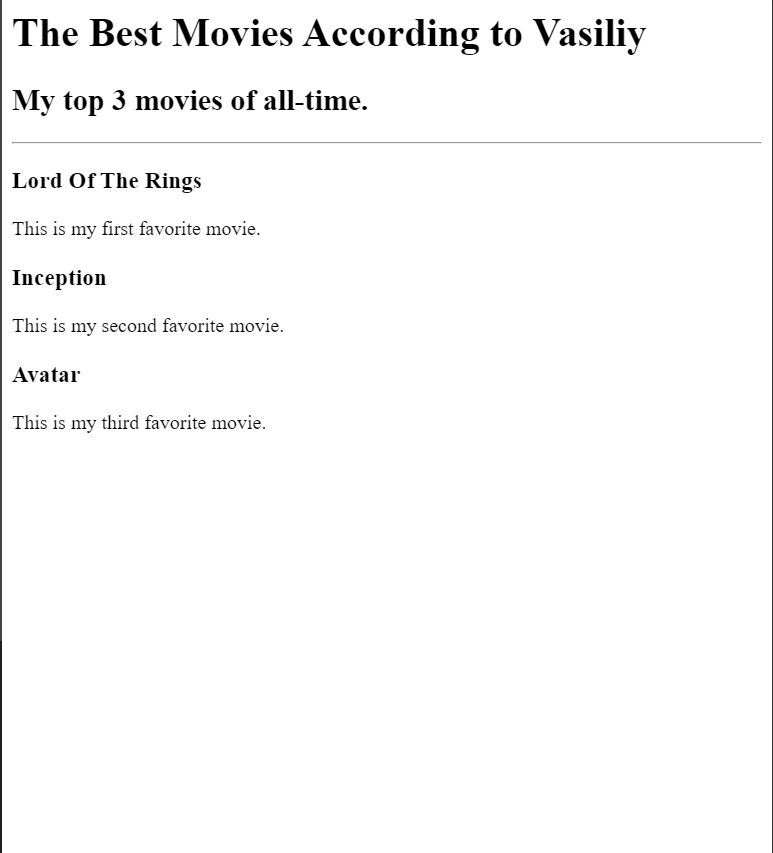 The Best Movies According to Vasiliy
My top 3 movies of all-time.
Lord Of The Rings
This is my first favorite movie.
Inception
This is my second favorite movie.
Avatar
This is my third favorite movie.